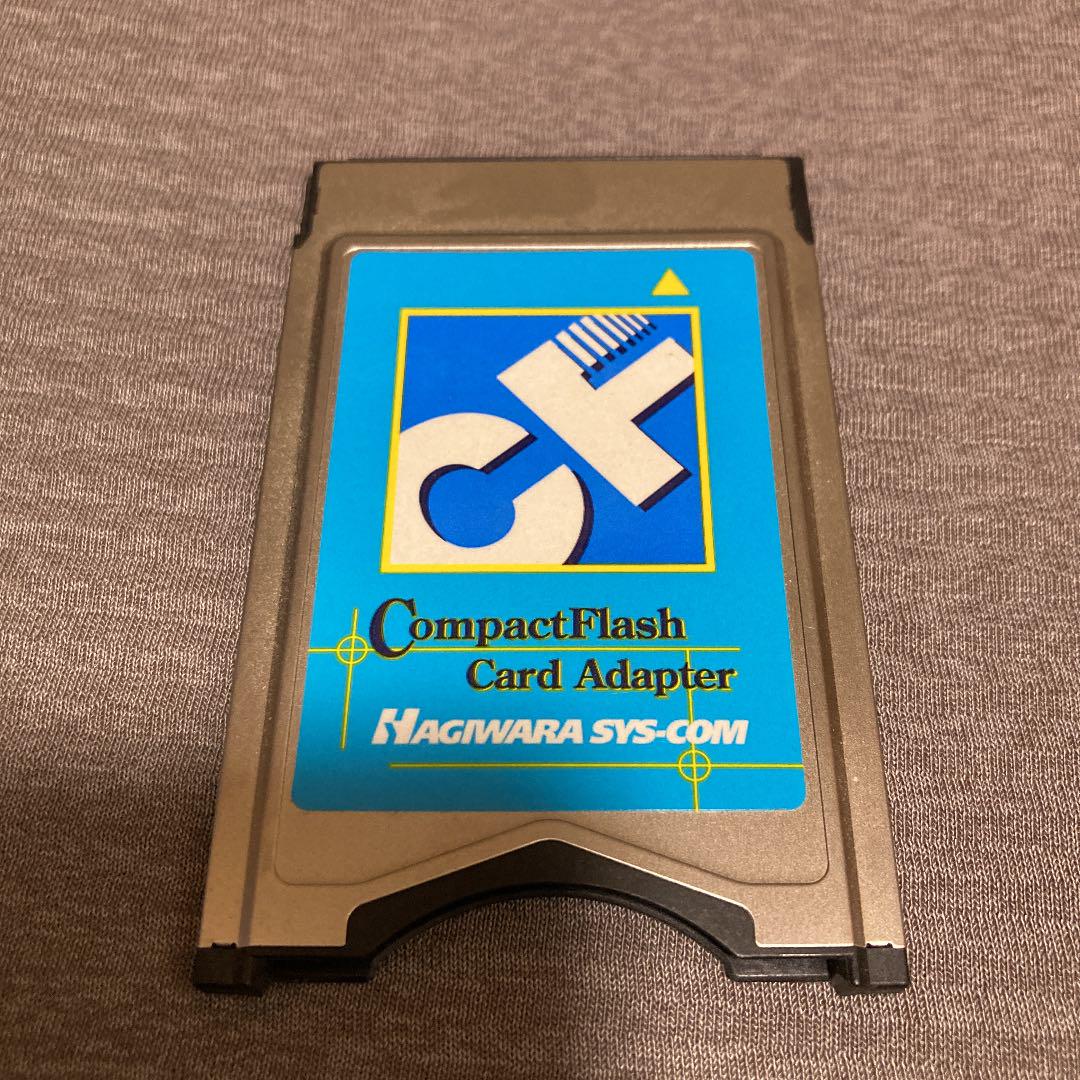 CF
CompactFlash
Card Adapter
HAGIWARA SYS-COM